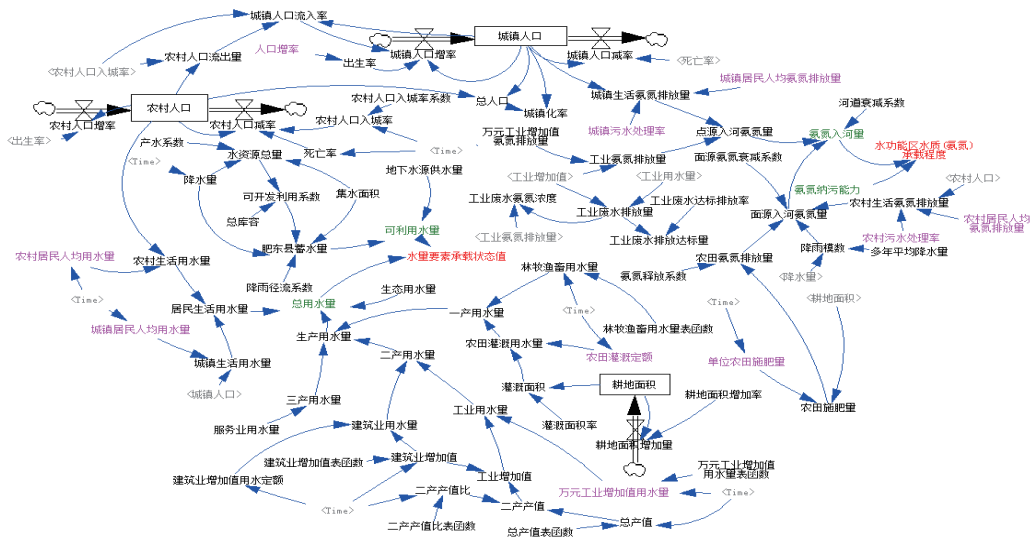 城镇人口流入率
城镇人口
农村人口流出量
人口增率
城镇人口增率
城镇人口减率
<死亡率>
出生率
<农村人口入城率>
农村人口
农村人口入城率系数
总人口
城镇化率
城镇生活氨氮排放量
城镇居民人均氨氮排放量
河道衰减系数
农村人口增率
农村人口减率
农村人口入城率
万元工业增加值
氨氮排放量
城镇污水处理率
点源入河氨氮量
氨氮入河量
<出生率>
产水系数
水资源总量
死亡率
<Time>
<Time>
工业氨氮排放量
面源氨氮衰减系数
水功能区水质(氨氮)
承载程度
降水量
可开发利用系数
集水面积
地下水源供水量
<工业增加值>
<工业用水量>
氨氮纳污能力
<农村人口>
总库容
工业废水氨氮浓度
工业废水排放量
工业废水达标排放率
面源入河氨氮量
农村生活氨氮排放量
可利用水量
<工业氨氮排放量>
工业废水排放达标量
农村污水处理率
农村居民人均
氨氮排放量
肥东县蓄水量
水量要素承载状态值
降雨模数
多年平均降水量
农村居民人均用水量
农村生活用水量
林牧渔畜用水量
氨氮释放系数
农田氨氮排放量
<降水量>
降雨径流系数
生态用水量
<耕地面积>
<Time>
居民生活用水量
总用水量
一产用水量
<Time>
<Time>
林牧渔畜用水量表函数
城镇居民人均用水量
生产用水量
农田灌溉用水量
农田灌溉定额
单位农田施肥量
城镇生活用水量
二产用水量
<城镇人口>
灌溉面积
耕地面积
耕地面积增加率
农田施肥量
三产用水量
工业用水量
灌溉面积率
服务业用水量
建筑业用水量
耕地面积增加量
建筑业增加值表函数
建筑业增加值
工业增加值
万元工业增加值
用水量表函数
建筑业增加值用水定额
二产产值比
万元工业增加值用水量
<Time>
<Time>
二产产值
二产产值比表函数
总产值表函数
总产值